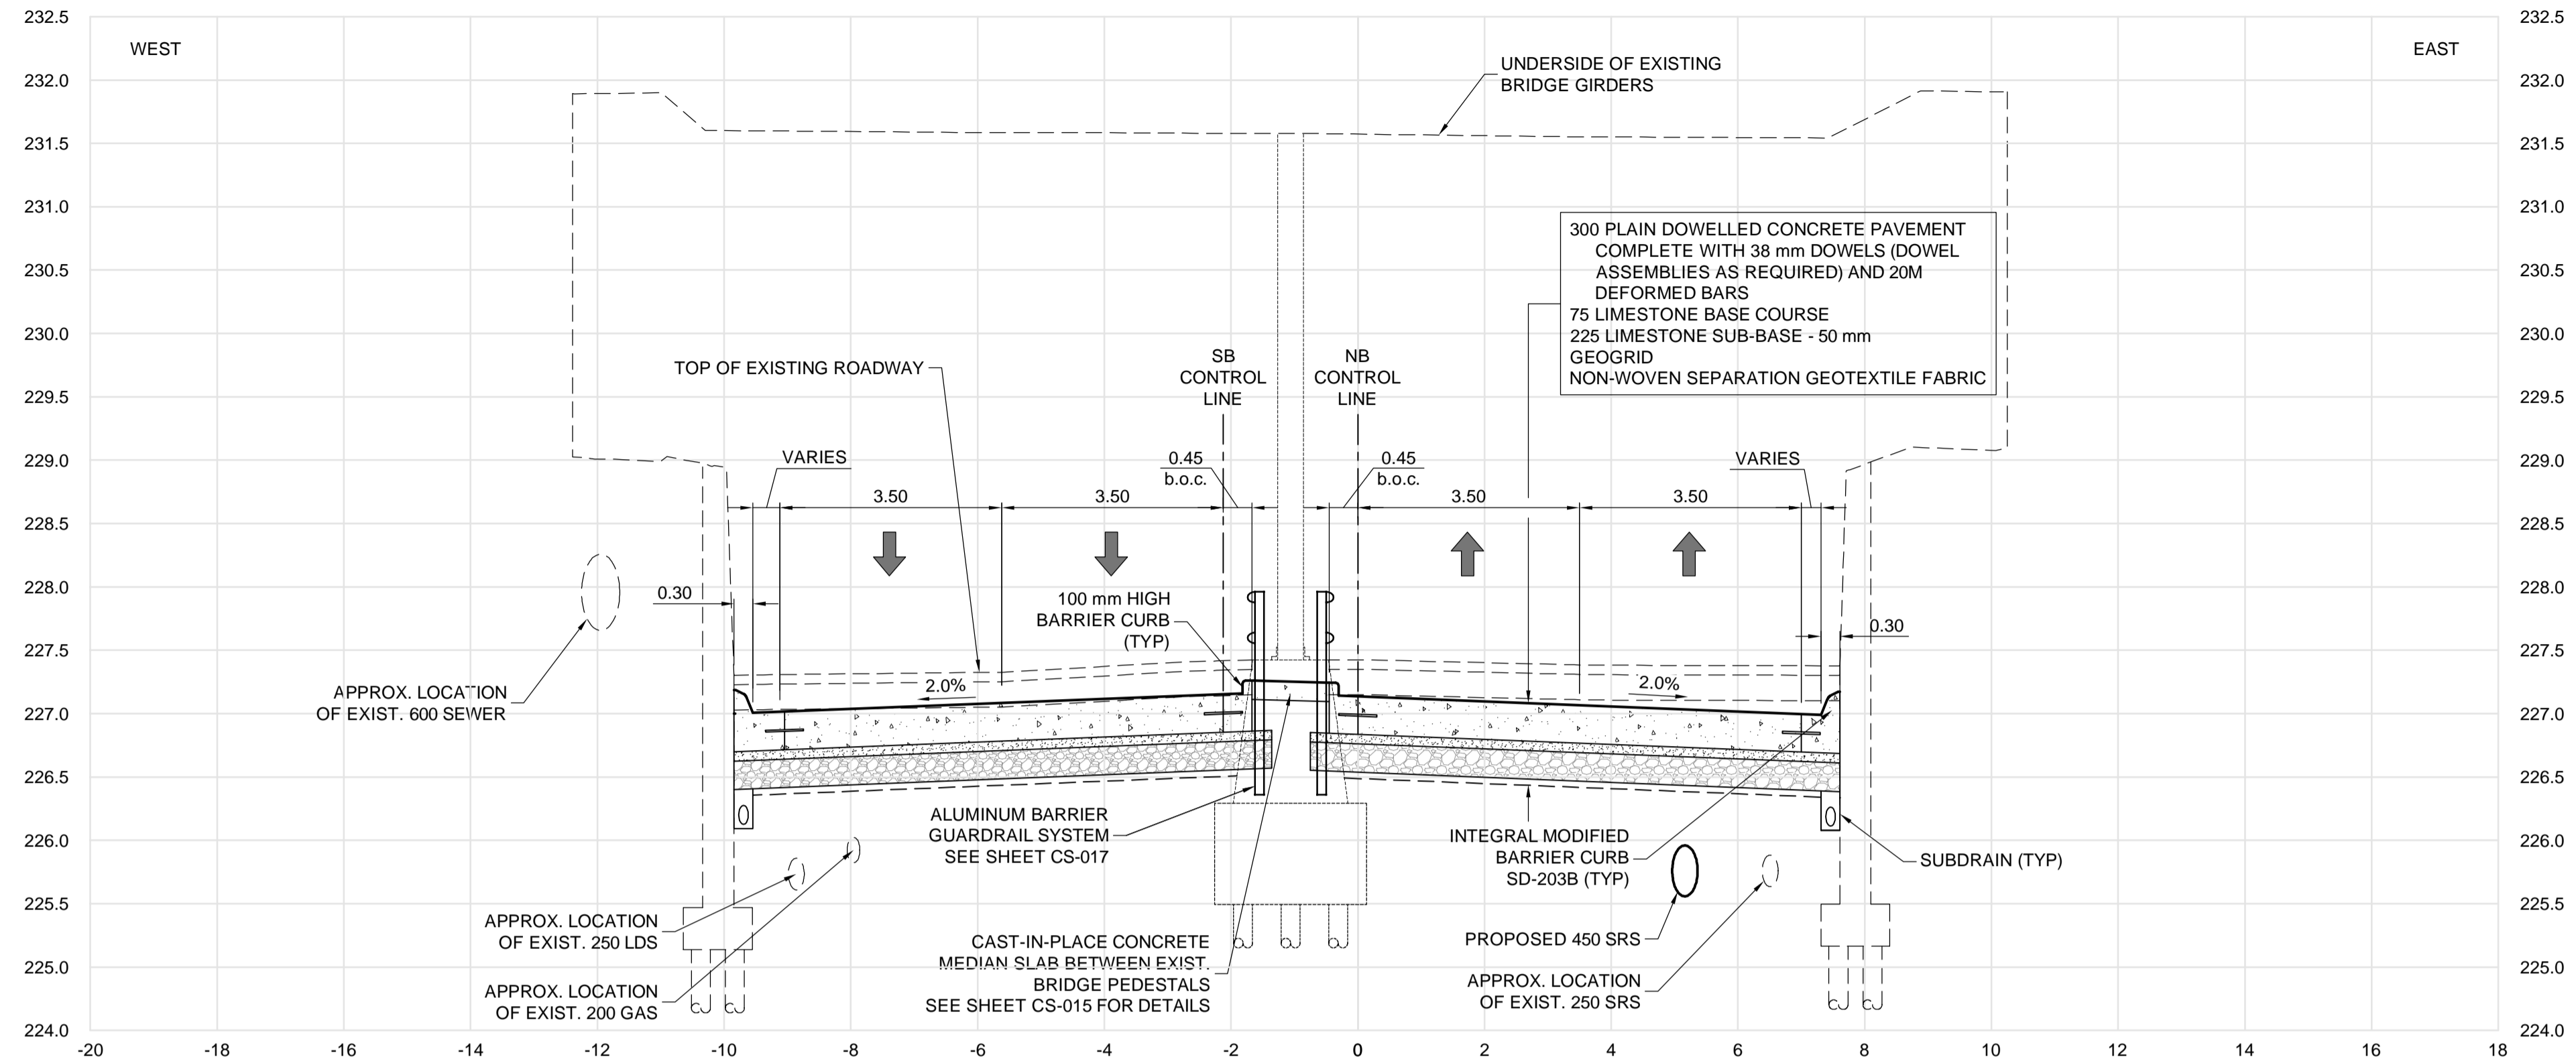 232.5
232.5
WEST
EAST
232.0
232.0
UNDERSIDE OF EXISTING
BRIDGE GIRDERS
231.5
231.5
231.0
231.0
300 PLAIN DOWELLED CONCRETE PAVEMENT
COMPLETE WITH 38 mm DOWELS (DOWEL
ASSEMBLIES AS REQUIRED) AND 20M
DEFORMED BARS
75 LIMESTONE BASE COURSE
225 LIMESTONE SUB-BASE - 50 mm
GEOGRID
NON-WOVEN SEPARATION GEOTEXTILE FABRIC
230.5
230.5
230.0
230.0
TOP OF EXISTING ROADWAY
SB
CONTROL
LINE
NB
CONTROL
LINE
229.5
229.5
229.0
229.0
VARIES
0.45
b.o.c.
0.45
b.o.c.
VARIES
3.50
3.50
3.50
3.50
228.5
228.5
228.0
228.0
0.30
100 mm HIGH
BARRIER CURB
(TYP)
0.30
227.5
227.5
APPROX. LOCATION
OF EXIST. 600 SEWER
2.0%
2.0%
227.0
227.0
226.5
226.5
ALUMINUM BARRIER
GUARDRAIL SYSTEM
SEE SHEET CS-017
INTEGRAL MODIFIED
BARRIER CURB
SD-203B (TYP)
SUBDRAIN (TYP)
226.0
226.0
225.5
225.5
APPROX. LOCATION
OF EXIST. 250 LDS
CAST-IN-PLACE CONCRETE
MEDIAN SLAB BETWEEN EXIST.
BRIDGE PEDESTALS
SEE SHEET CS-015 FOR DETAILS
PROPOSED 450 SRS
225.0
225.0
APPROX. LOCATION
OF EXIST. 200 GAS
APPROX. LOCATION
OF EXIST. 250 SRS
224.5
224.5
224.0
224.0
-20 -18 -16 -14 -12 -10 -8 -6 -4 -2 0 2 4 6 8 10 12 14 16 18